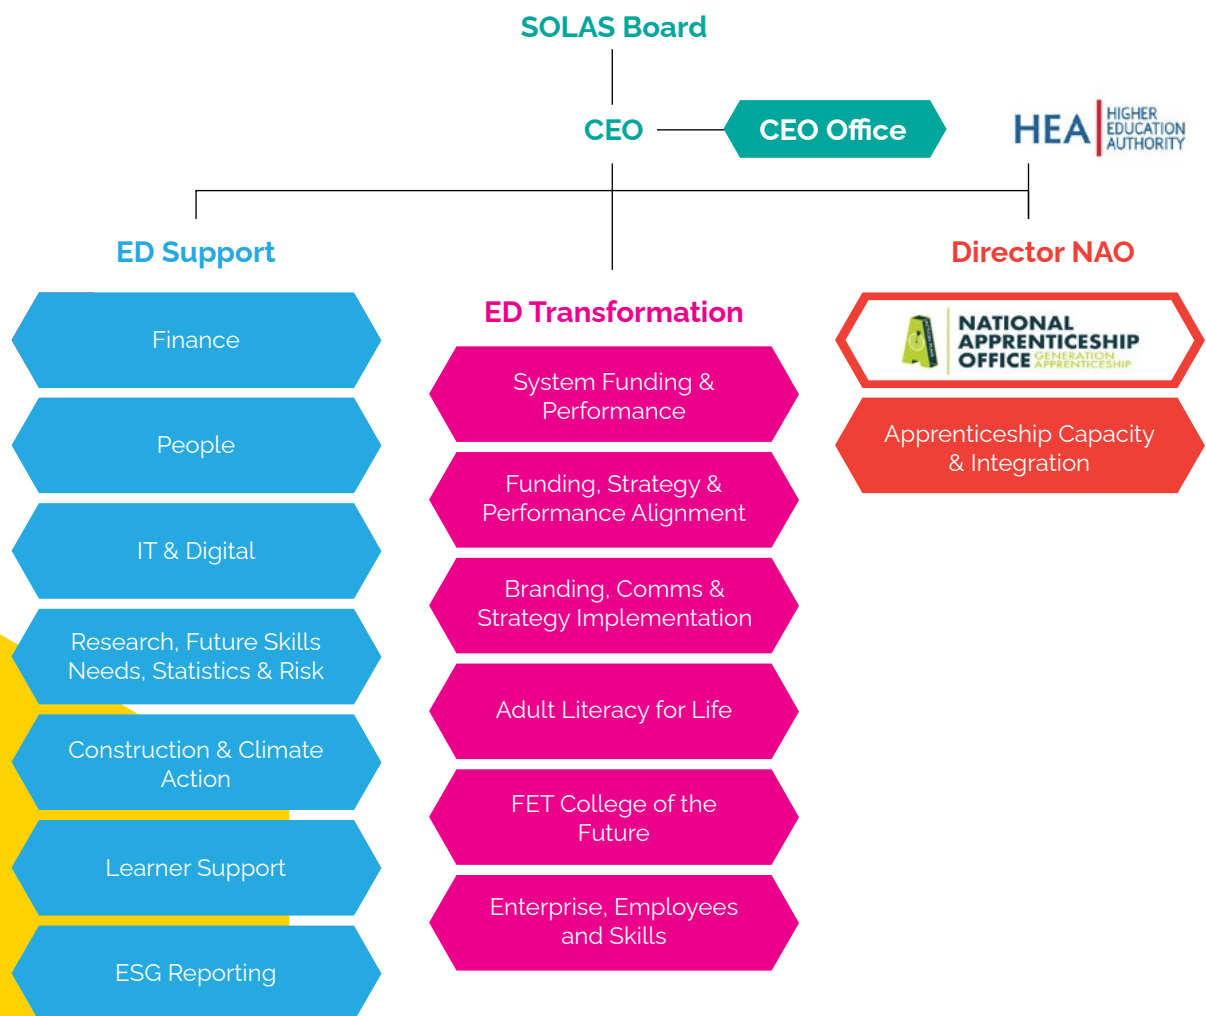 SOLAS Board
CEO
CEO Office
HEA
HIGHER
EDUCATION
AUTHORITY
ED Support
Finance
People
IT & Digital
Research, Future Skills
Needs, Statistics & Risk
Construction & Climate
Action
Learner Support
ESG Reporting
ED Transformation
System Funding &
Performance
Funding, Strategy &
Performance Alignment
Branding, Comms &
Strategy Implementation
Adult Literacy for Life
FET College of the
Future
Enterprise, Employees
and Skills
Director NAO
NATIONAL
APPRENTICESHIP
OFFICE GENERATION
APPRENTICESHIP
Apprenticeship Capacity
& Integration